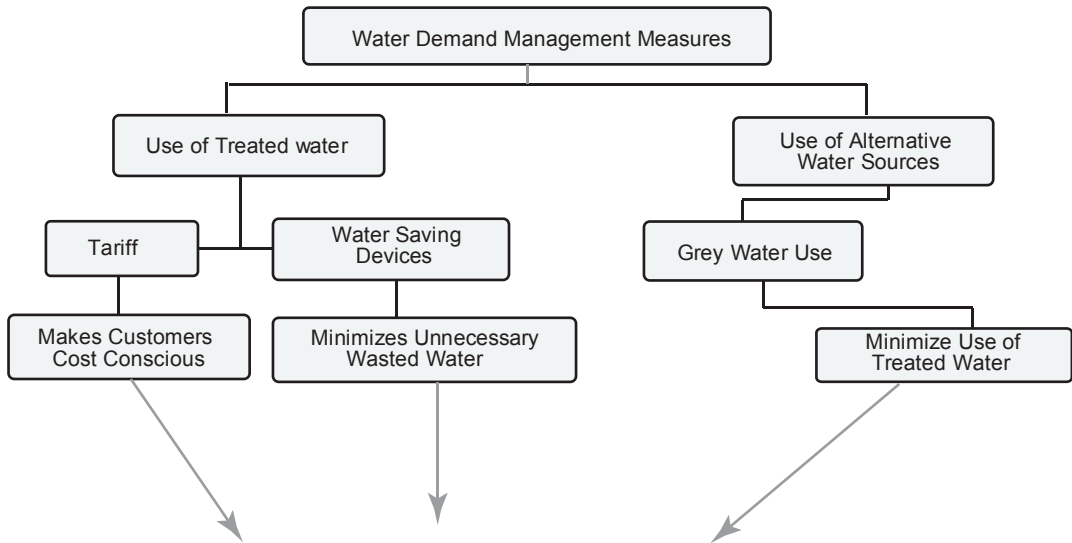 Water Demand Management Measures
Use of Treated water
Use of Alternative
Water Sources
Tariff
Water Saving
Devices
Grey Water Use
Makes Customers
Cost Conscious
Minimizes Unnecessary
Wasted Water
Minimize Use of
Treated Water